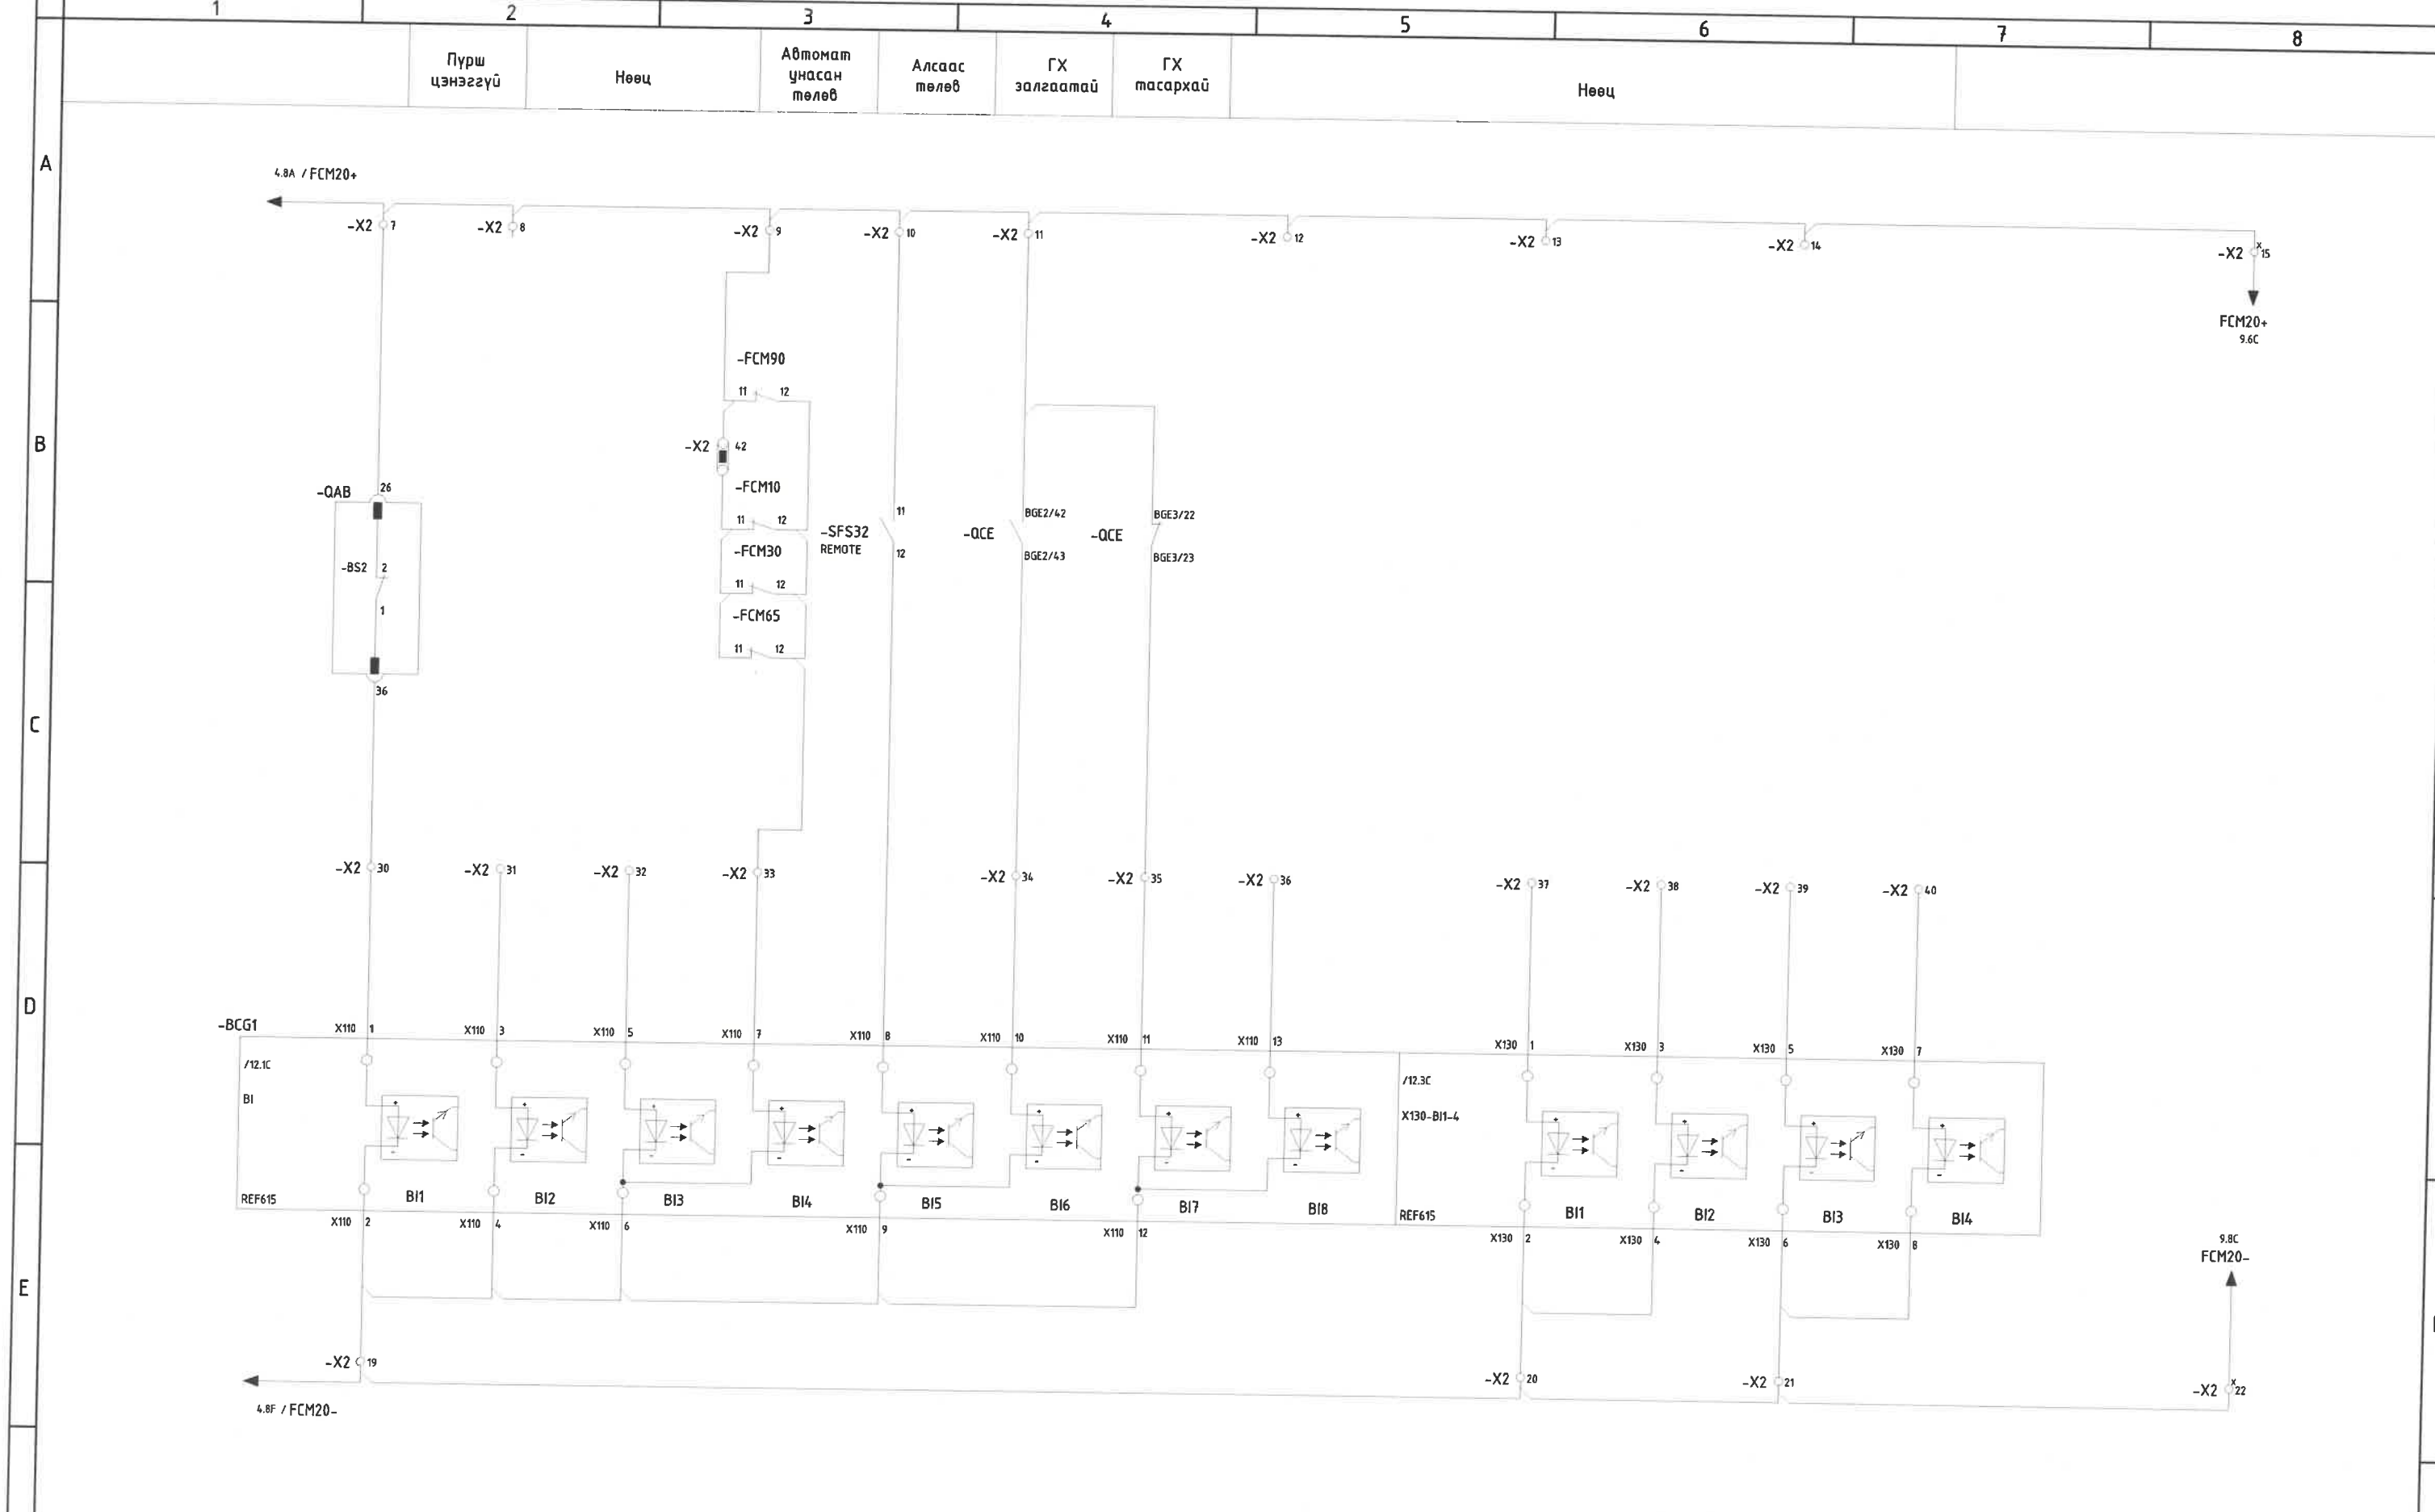 1 2 3 4 5 6 7 8
Пүрш
цэнэггүй
Нөөц
Автомат
унасан
төлөв
Алсаас
төлөв
ГХ
залгаатай
ГХ
тасархай
Нөөц
A
4.8A / FCM20+
-X2 7
-X2 8
-X2 9
-X2 10
-X2 11
-X2 12
-X2 13
-X2 14
-X2 x 15
FCM20+
9.6C
B
-FCM90
11 12
-X2 42
-FCM10
11 12
-FCM30
11 12
-FCM65
11 12
-QAB 26
-BS2 2
1
36
-SFS32
REMOTE
11
12
-QCE
BGE2/42
BGE2/43
-QCE
BGE3/22
BGE3/23
C
-X2 30
-X2 31
-X2 32
-X2 33
-X2 34
-X2 35
-X2 36
-X2 37
-X2 38
-X2 39
-X2 40
D
-BCG1
X110 1
X110 3
X110 5
X110 7
X110 8
X110 10
X110 11
X110 13
X130 1
X130 3
X130 5
X130 7
/12.1C
BI
REF615
/12.3C
X130-BI1-4
REF615
BI1 BI2 BI3 BI4 BI5 BI6 BI7 BI8
BI1 BI2 BI3 BI4
X110 2
X110 4
X110 6
X110 9
X110 12
X130 2
X130 4
X130 6
X130 8
E
9.8C
FCM20-
-X2 19
-X2 20
-X2 21
-X2 x 22
4.8F / FCM20-